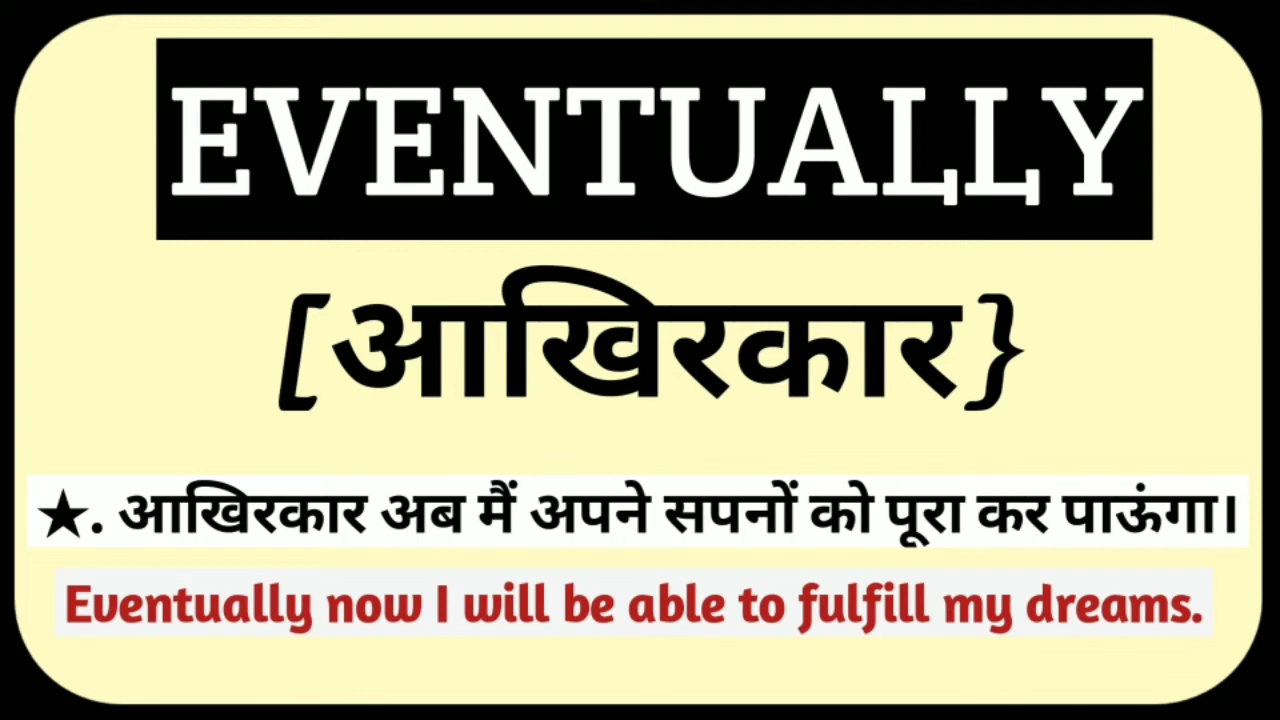 EVENTUALLY
[आखिरकार}
★. आखिरकार अब मैं अपने सपनों को पूरा कर पाऊंगा।
Eventually now I will be able to fulfill my dreams.